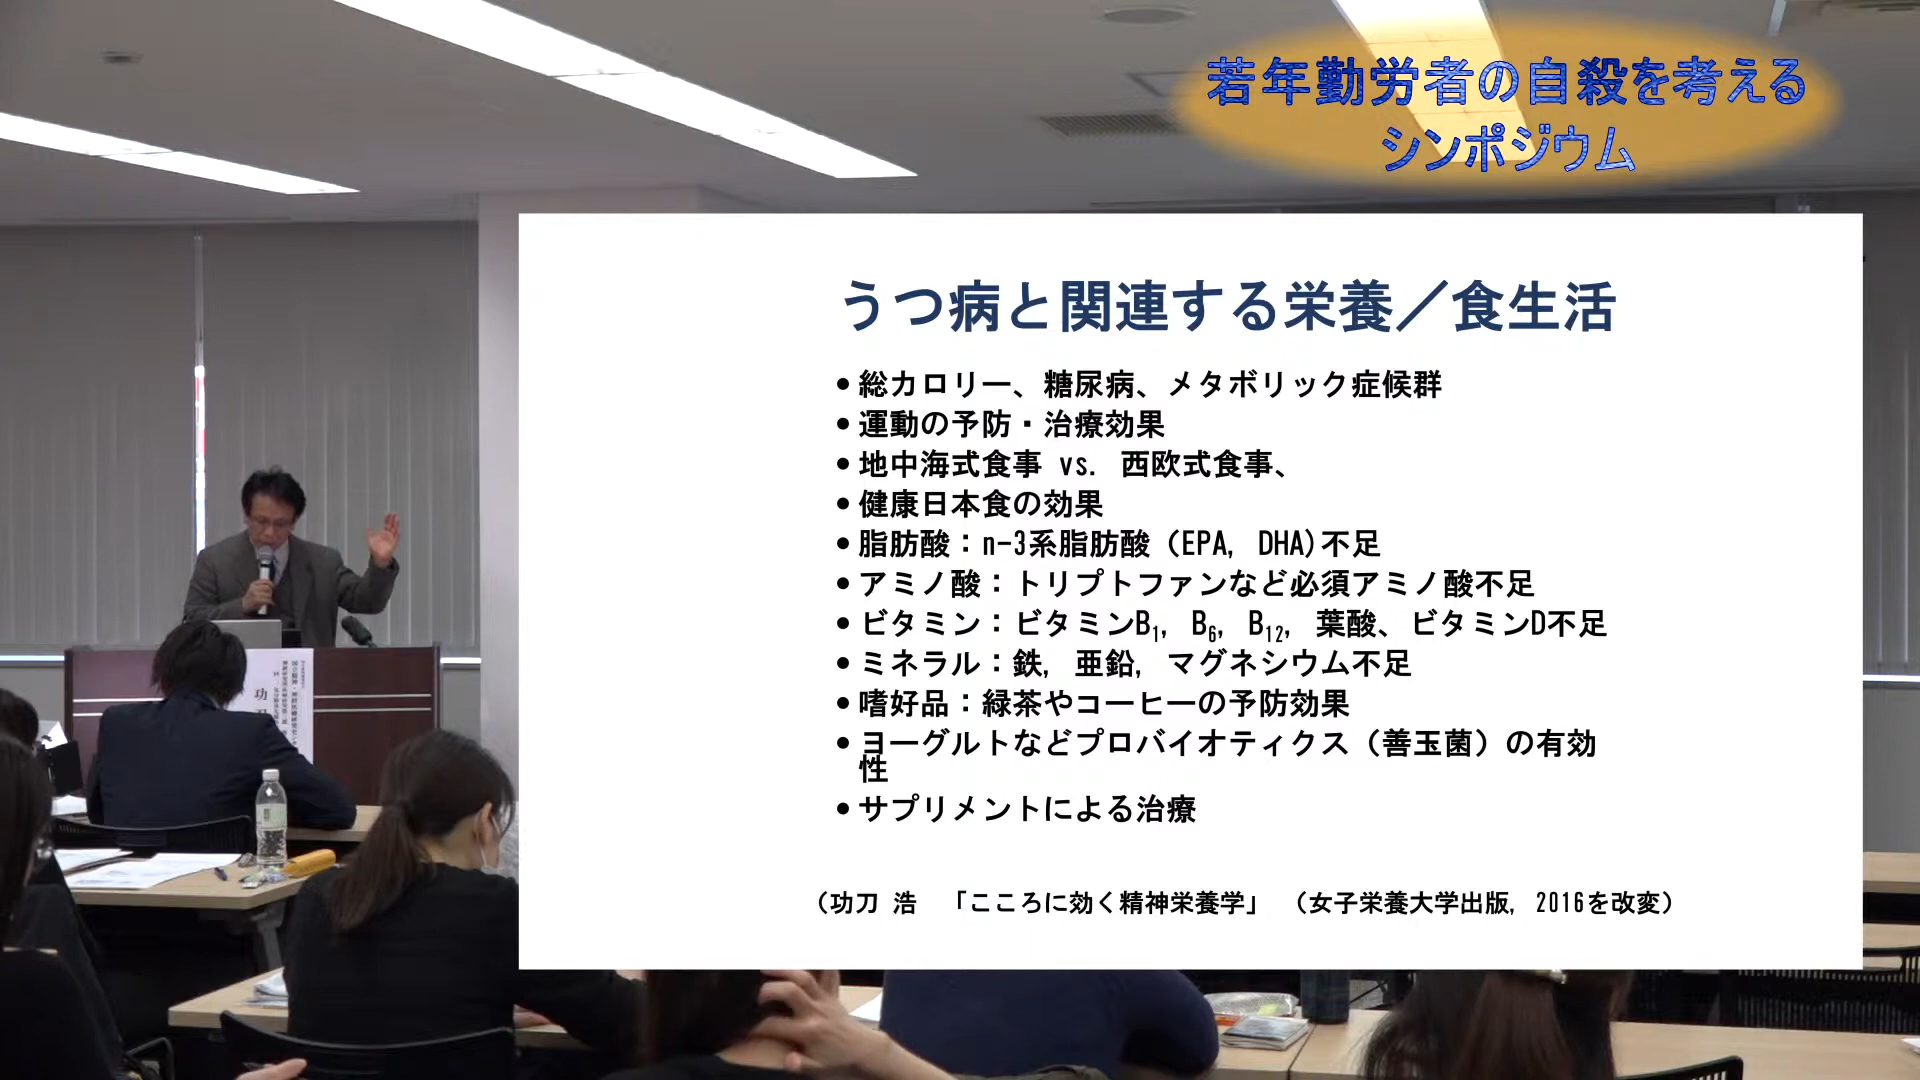 若年勤労者の自殺を考える
シンポジウム
うつ病と関連する栄養／食生活
•総カロリー、糖尿病、メタボリック症候群
•運動の予防・治療効果
•地中海式食事 vs. 西欧式食事、
•健康日本食の効果
•脂肪酸：n-3系脂肪酸（EPA, DHA)不足
•アミノ酸：トリプトファンなど必須アミノ酸不足
•ビタミン：ビタミンB₁, B₆, B₁₂, 葉酸、ビタミンD不足
•ミネラル：鉄, 亜鉛, マグネシウム不足
•嗜好品：緑茶やコーヒーの予防効果
•ヨーグルトなどプロバイオティクス（善玉菌）の有効
性
•サプリメントによる治療
（功刀 浩　「こころに効く精神栄養学」 （女子栄養大学出版, 2016を改変）
功